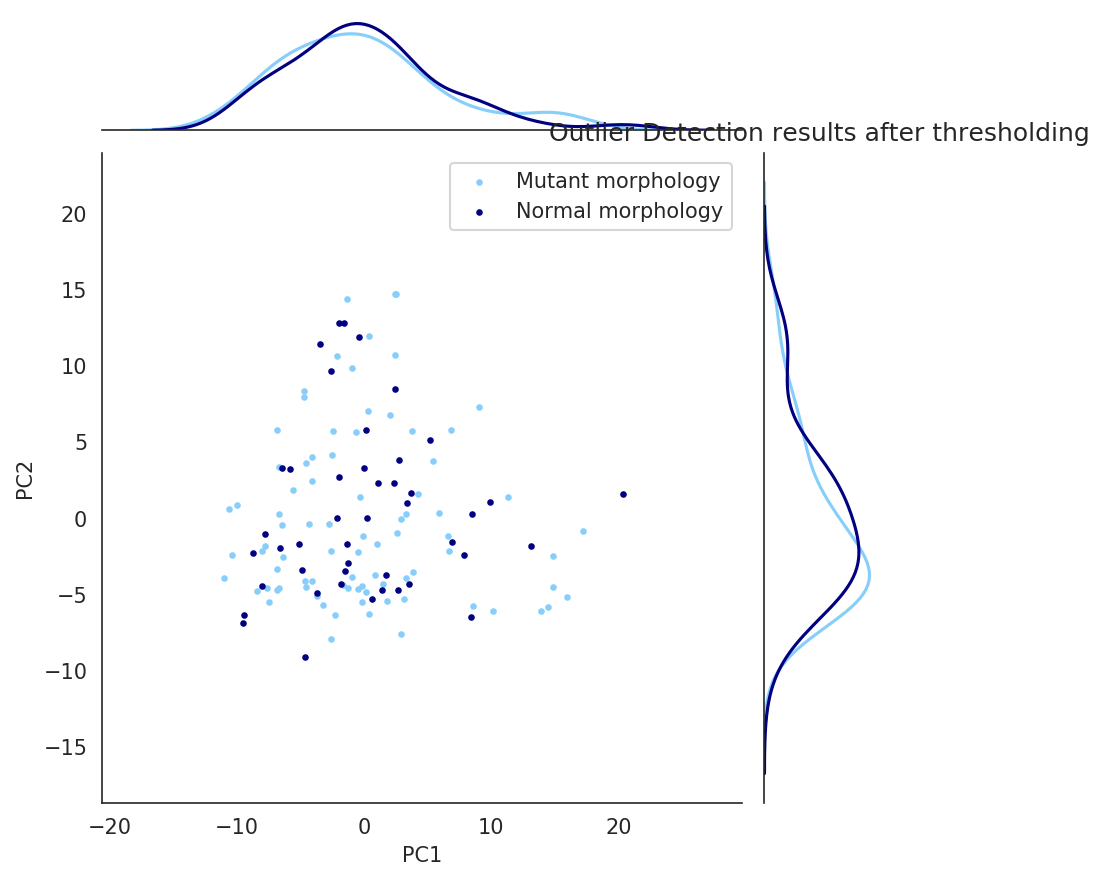 Outlier Detection results after thresholding
Mutant morphology
Normal morphology
20
15
10
5
0
−5
−10
−15
PC2
−20
−10
0
10
20
PC1